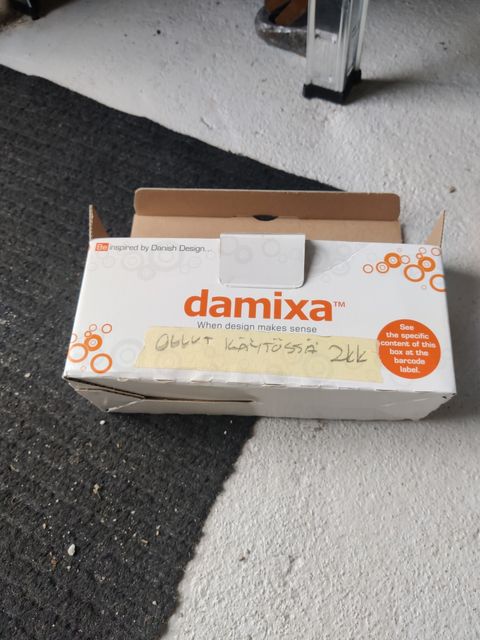 Be inspired by Danish Design...
damixa™
When design makes sense
OLLUT KÄYTÖSSÄ 2KK
See
the specific
content of this
box at the
barcode
label.